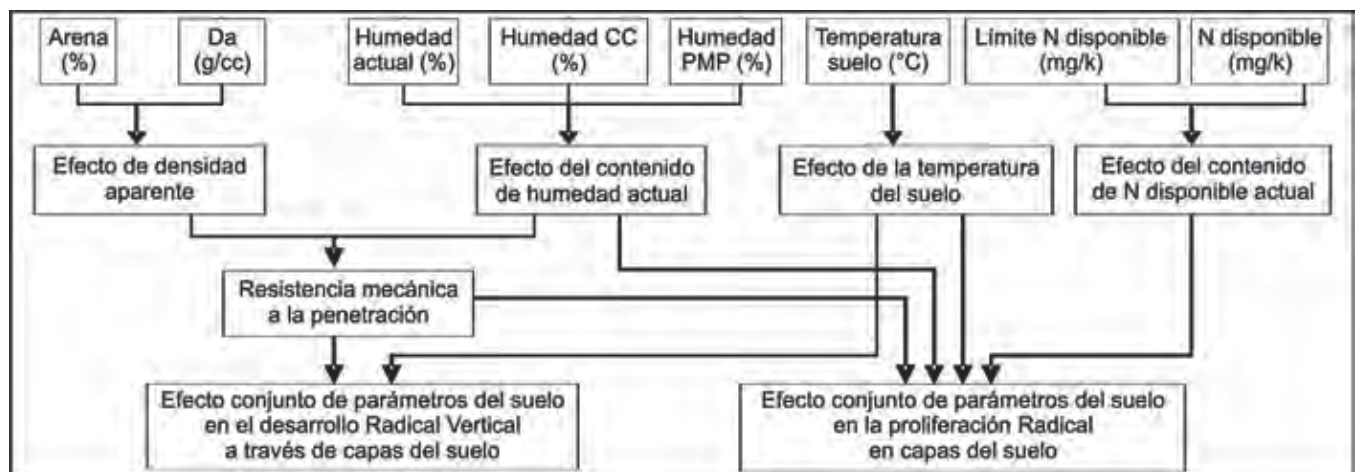 Arena
(%)
Da
(g/cc)
Humedad
actual (%)
Humedad CC
(%)
Humedad
PMP (%)
Temperatura
suelo (°C)
Límite N disponible
(mg/k)
N disponible
(mg/k)
Efecto de densidad
aparente
Efecto del contenido
de humedad actual
Efecto de la temperatura
del suelo
Efecto del contenido
de N disponible actual
Resistencia mecánica
a la penetración
Efecto conjunto de parámetros del suelo
en el desarrollo Radical Vertical
a través de capas del suelo
Efecto conjunto de parámetros del suelo
en la proliferación Radical
en capas del suelo